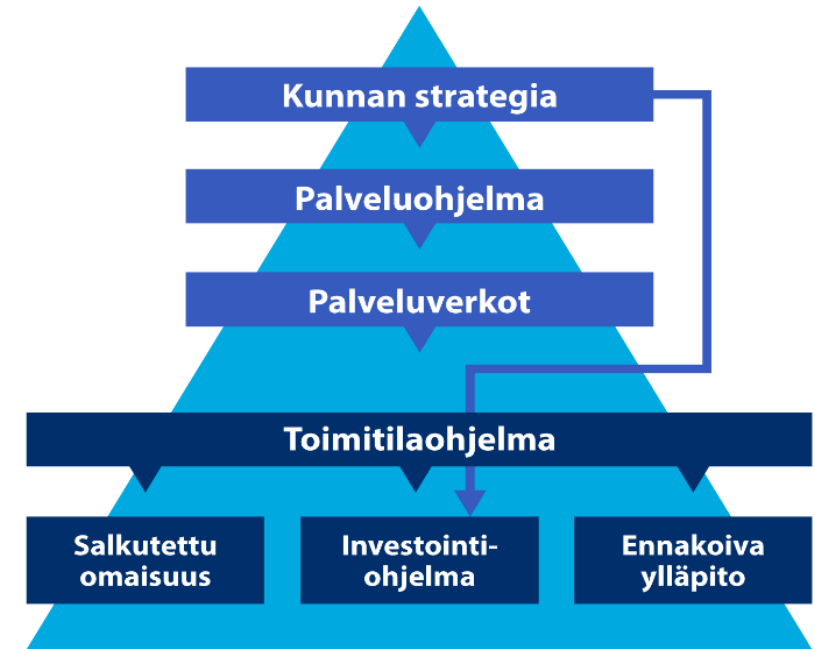 Kunnan strategia
Palveluohjelma
Palveluverkot
Toimitilaohjelma
Salkutettu
omaisuus
Investointi-
ohjelma
Ennakoiva
ylläpito